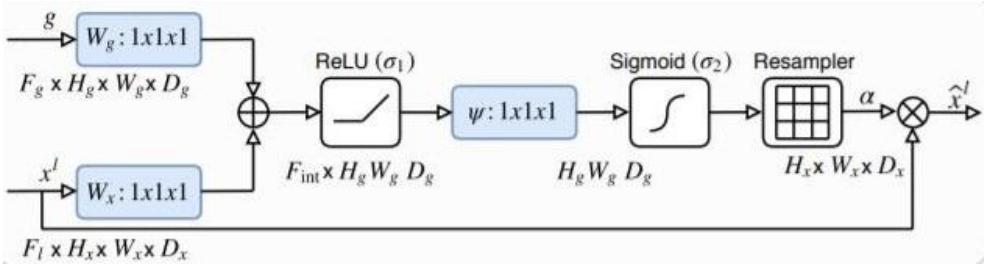 g
W_g : 1x1x1
F_g x H_g x W_g x D_g
x^l
W_x : 1x1x1
F_l x H_x x W_x x D_x
ReLU (σ_1)
F_int x H_g W_g D_g
ψ : 1x1x1
H_g W_g D_g
Sigmoid (σ_2)
Resampler
α
H_x x W_x x D_x
x̂^l